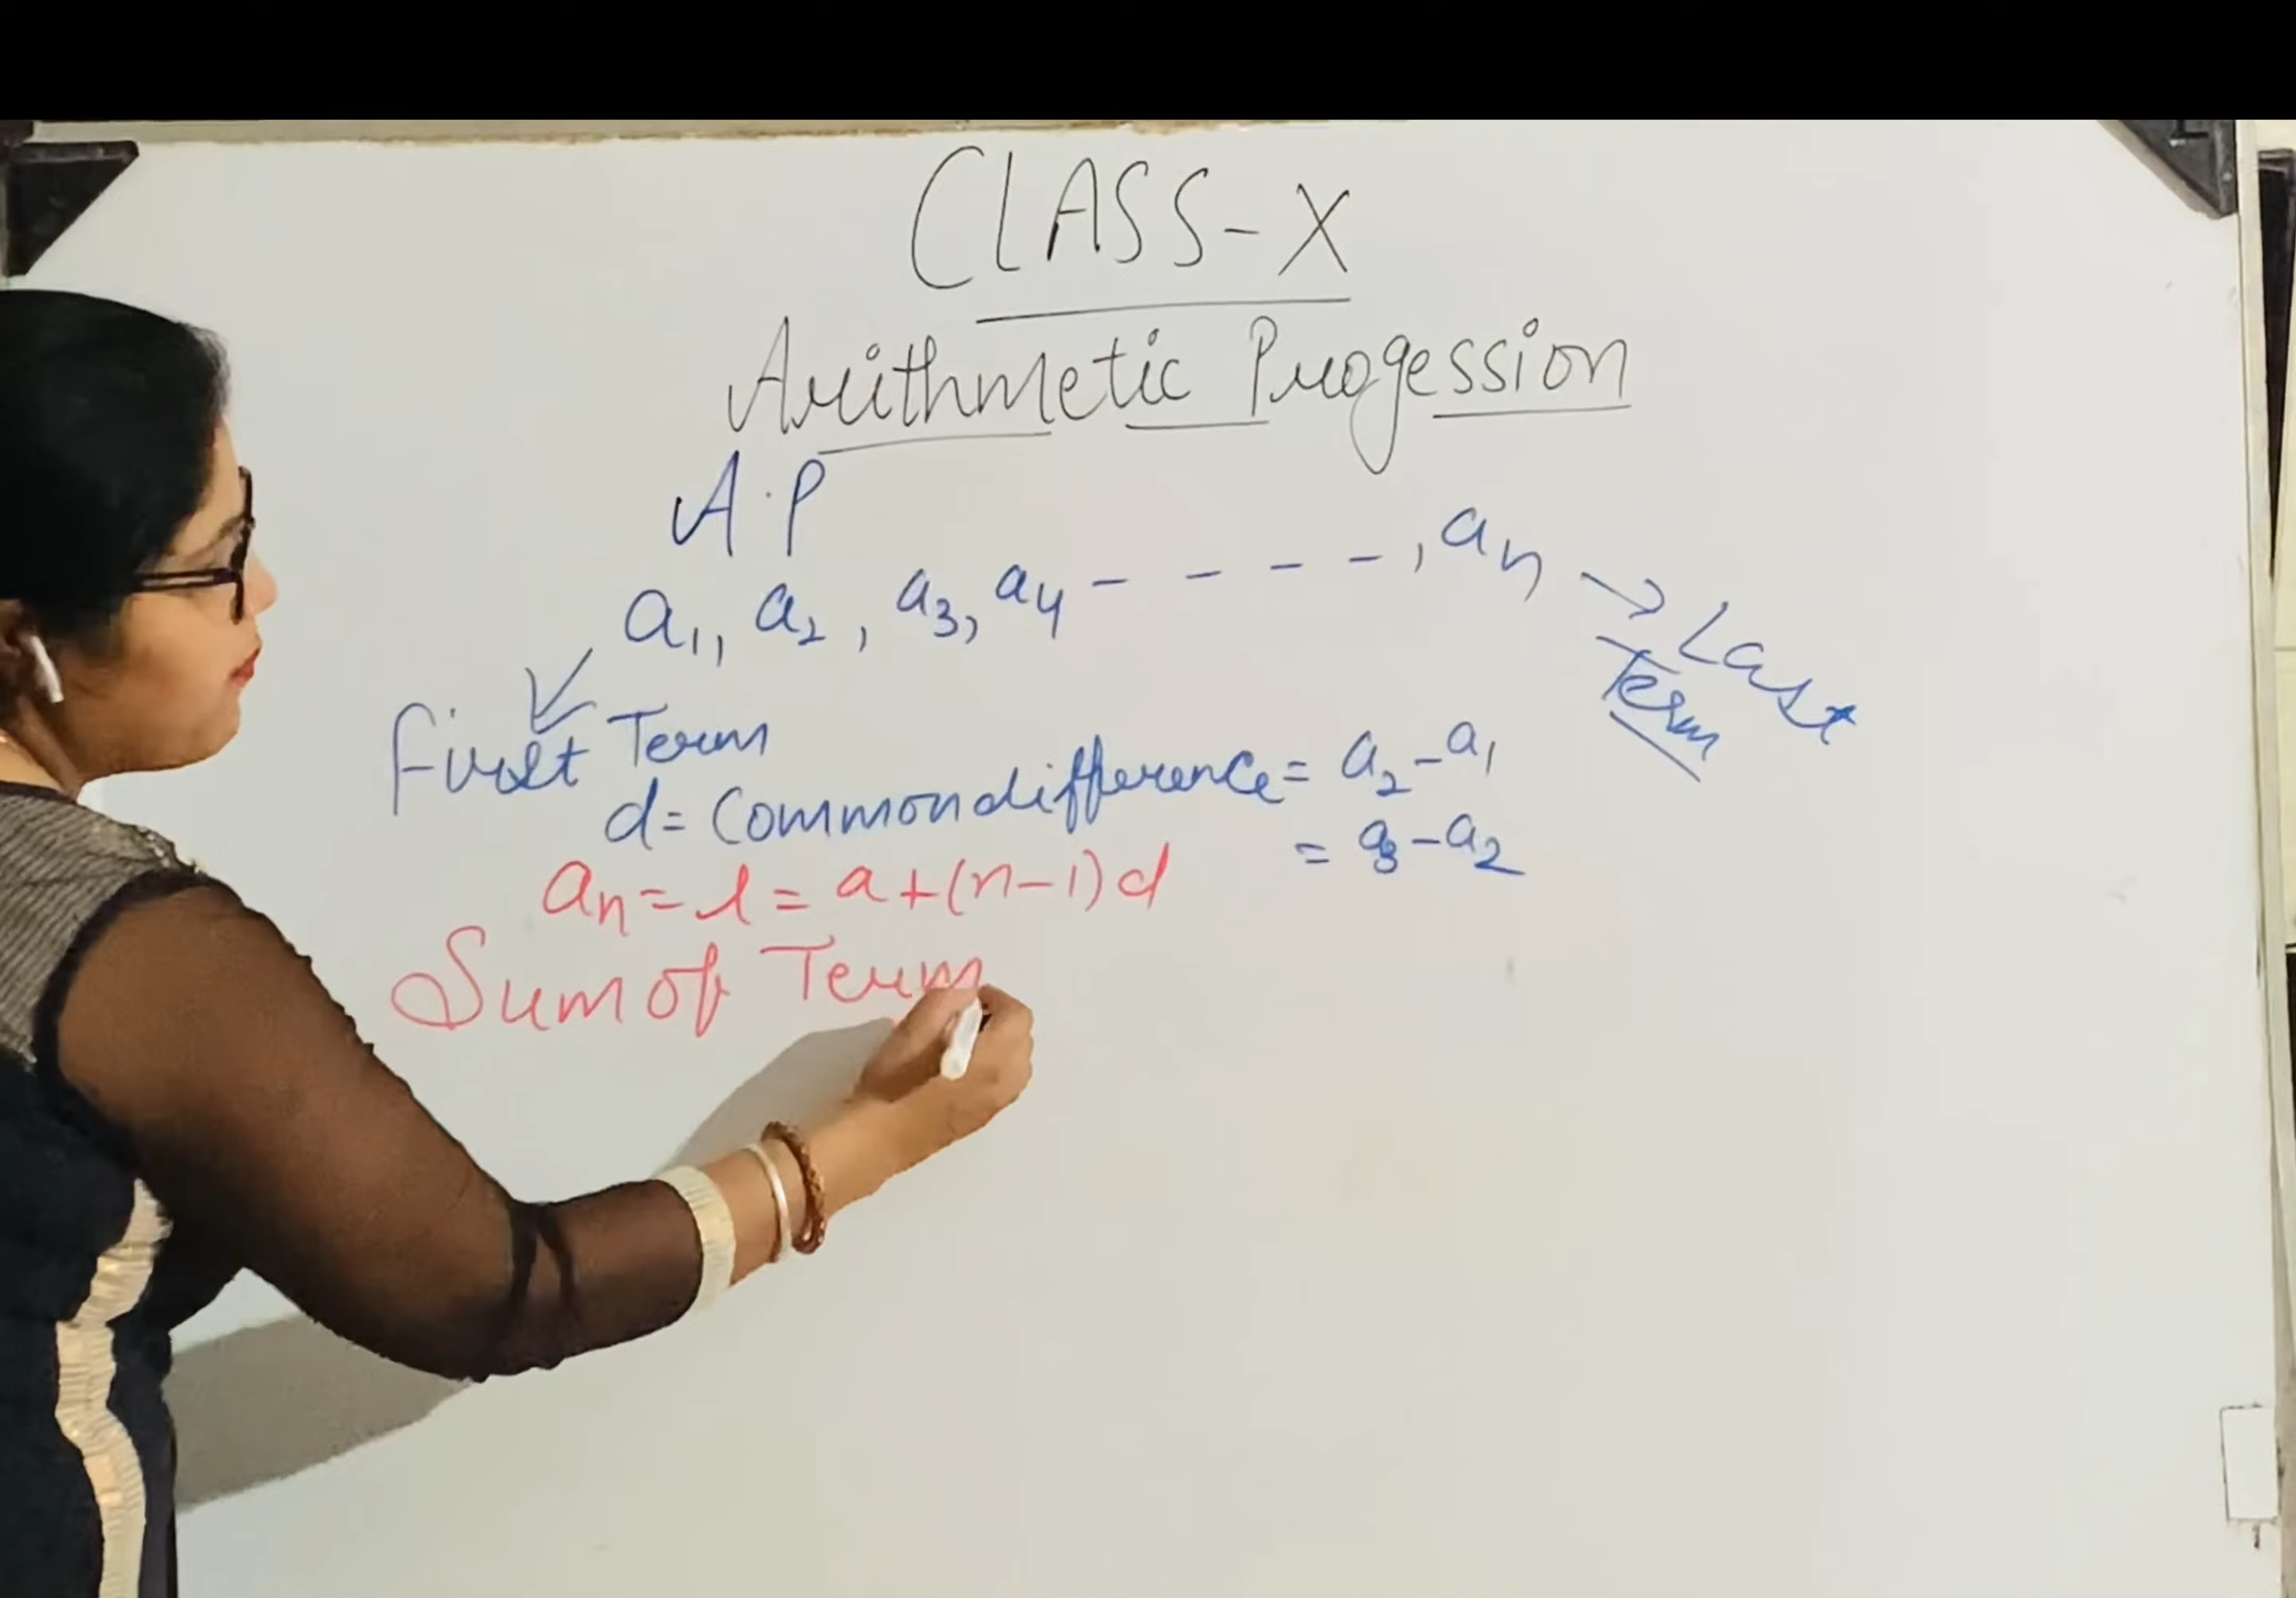 CLASS-X
Arithmetic Progession
A.P
a1, a2, a3, a4 - - - -, an → Last Term
First Term
d = Common difference = a2 - a1
= a3 - a2
an = l = a + (n-1) d
Sum of Term